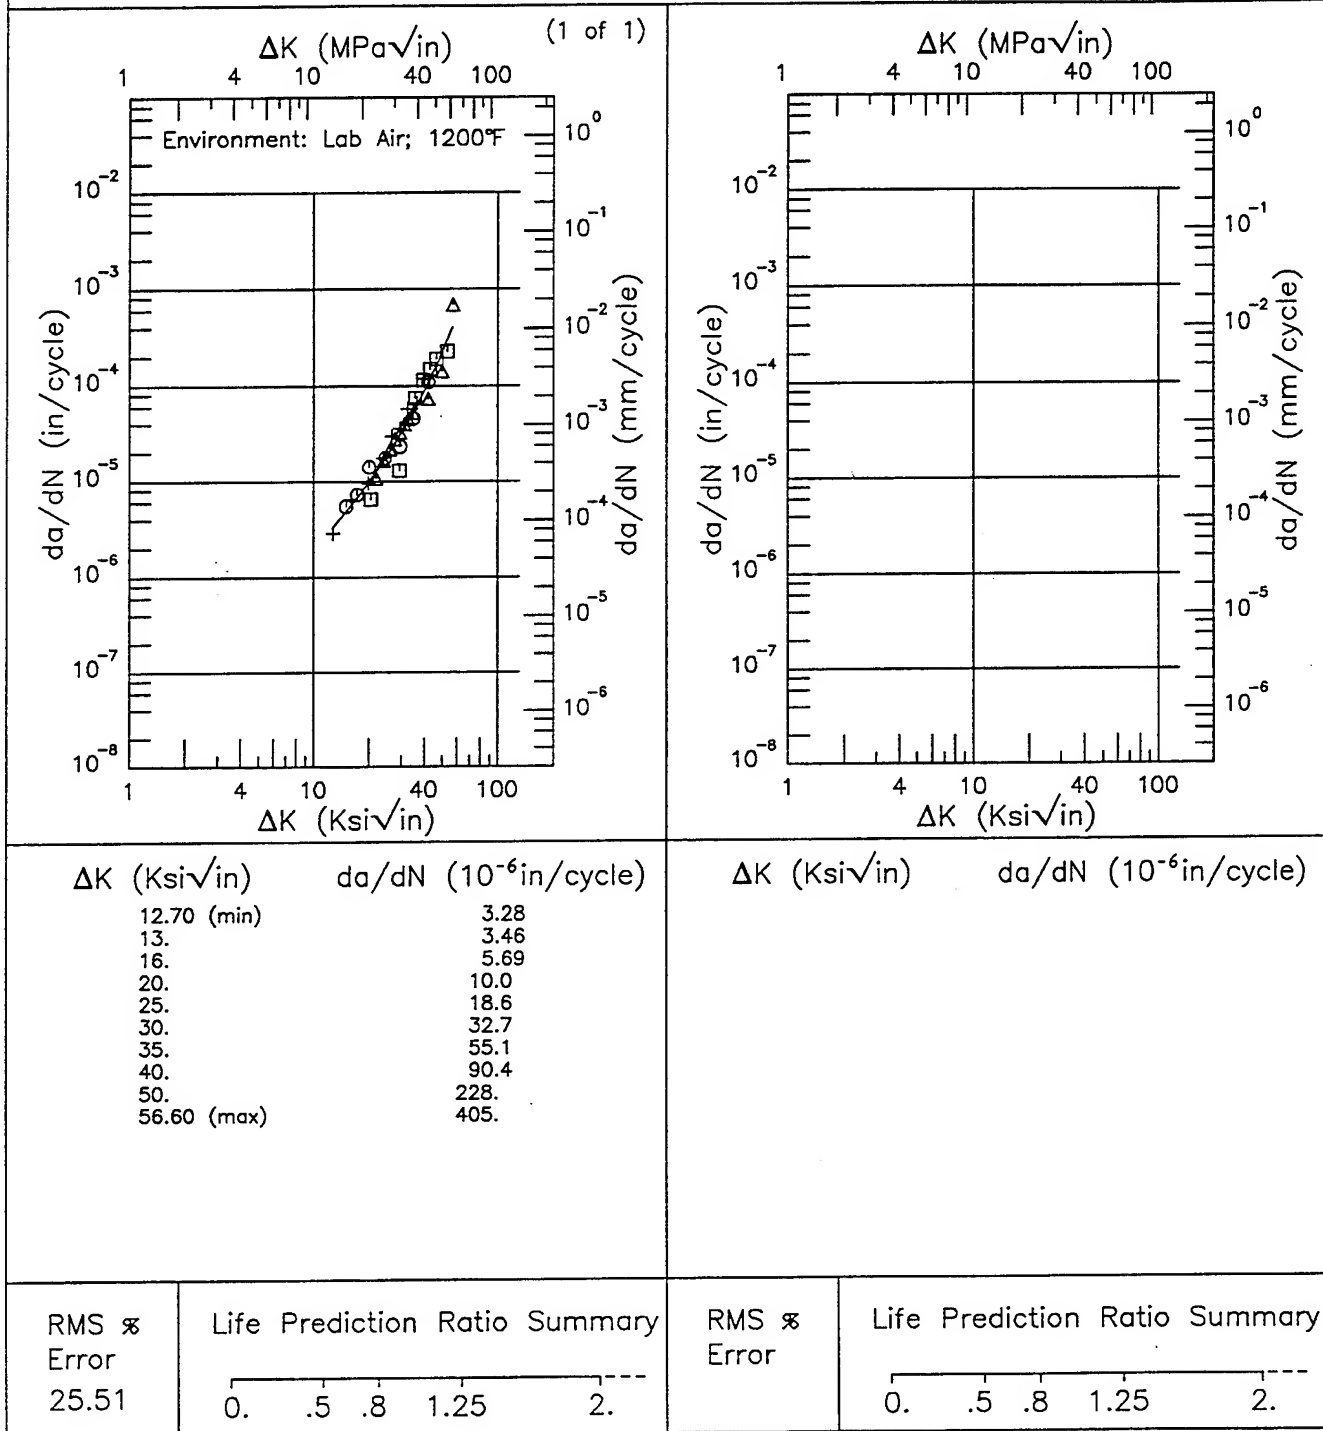 (1 of 1)
ΔK (MPa√in)
1 4 10 40 100
Environment: Lab Air; 1200°F
da/dN (in/cycle)
10⁻²
10⁻³
10⁻⁴
10⁻⁵
10⁻⁶
10⁻⁷
10⁻⁸
da/dN (mm/cycle)
10⁰
10⁻¹
10⁻²
10⁻³
10⁻⁴
10⁻⁵
10⁻⁶
1 4 10 40 100
ΔK (Ksi√in)
ΔK (MPa√in)
1 4 10 40 100
da/dN (in/cycle)
10⁻²
10⁻³
10⁻⁴
10⁻⁵
10⁻⁶
10⁻⁷
10⁻⁸
da/dN (mm/cycle)
10⁰
10⁻¹
10⁻²
10⁻³
10⁻⁴
10⁻⁵
10⁻⁶
1 4 10 40 100
ΔK (Ksi√in)
ΔK (Ksi√in) da/dN (10⁻⁶in/cycle)
12.70 (min) 3.28
13. 3.46
16. 5.69
20. 10.0
25. 18.6
30. 32.7
35. 55.1
40. 90.4
50. 228.
56.60 (max) 405.
ΔK (Ksi√in) da/dN (10⁻⁶in/cycle)
RMS %
Error
25.51
Life Prediction Ratio Summary
0. .5 .8 1.25 2.
RMS %
Error
Life Prediction Ratio Summary
0. .5 .8 1.25 2.